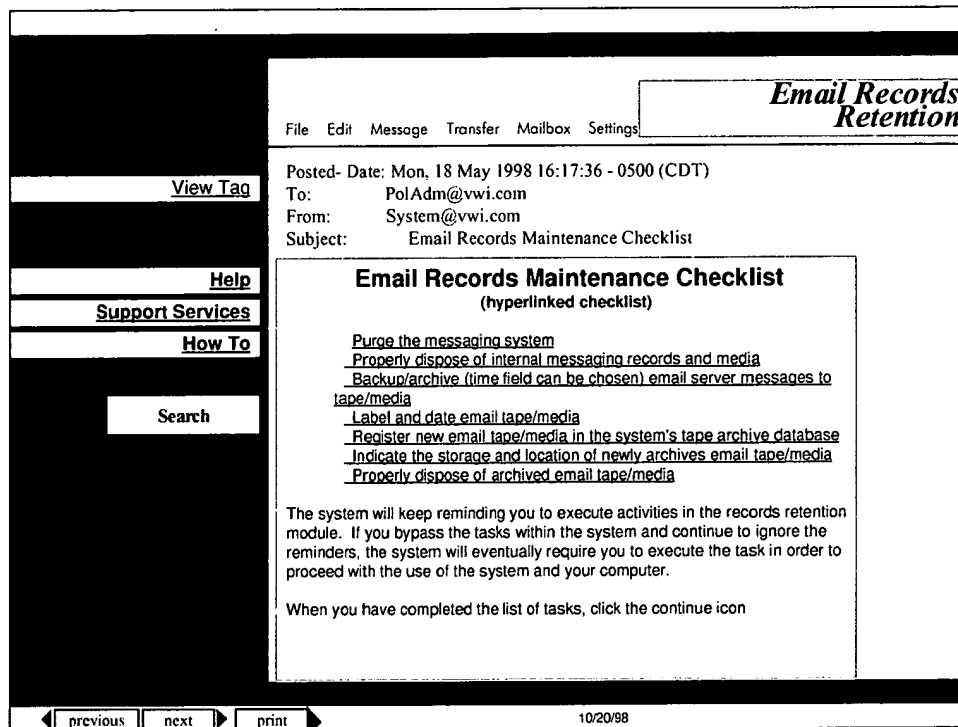 Email Records
Retention
File Edit Message Transfer Mailbox Settings
Posted- Date: Mon, 18 May 1998 16:17:36 - 0500 (CDT)
To: PolAdm@vwi.com
From: System@vwi.com
Subject: Email Records Maintenance Checklist
View Tag
Help
Support Services
How To
Search
Email Records Maintenance Checklist
(hyperlinked checklist)
Purge the messaging system
Properly dispose of internal messaging records and media
Backup/archive (time field can be chosen) email server messages to
tape/media
Label and date email tape/media
Register new email tape/media in the system's tape archive database
Indicate the storage and location of newly archives email tape/media
Properly dispose of archived email tape/media
The system will keep reminding you to execute activities in the records retention
module. If you bypass the tasks within the system and continue to ignore the
reminders, the system will eventually require you to execute the task in order to
proceed with the use of the system and your computer.
When you have completed the list of tasks, click the continue icon
previous next print 10/20/98